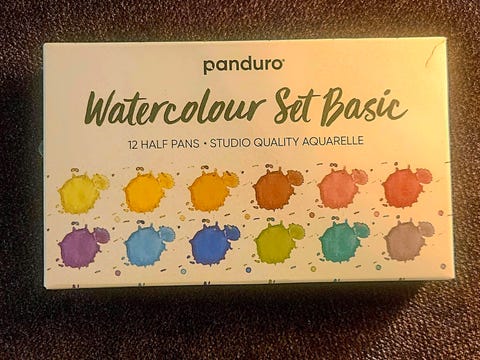 panduro®
Watercolour Set Basic
12 HALF PANS • STUDIO QUALITY AQUARELLE